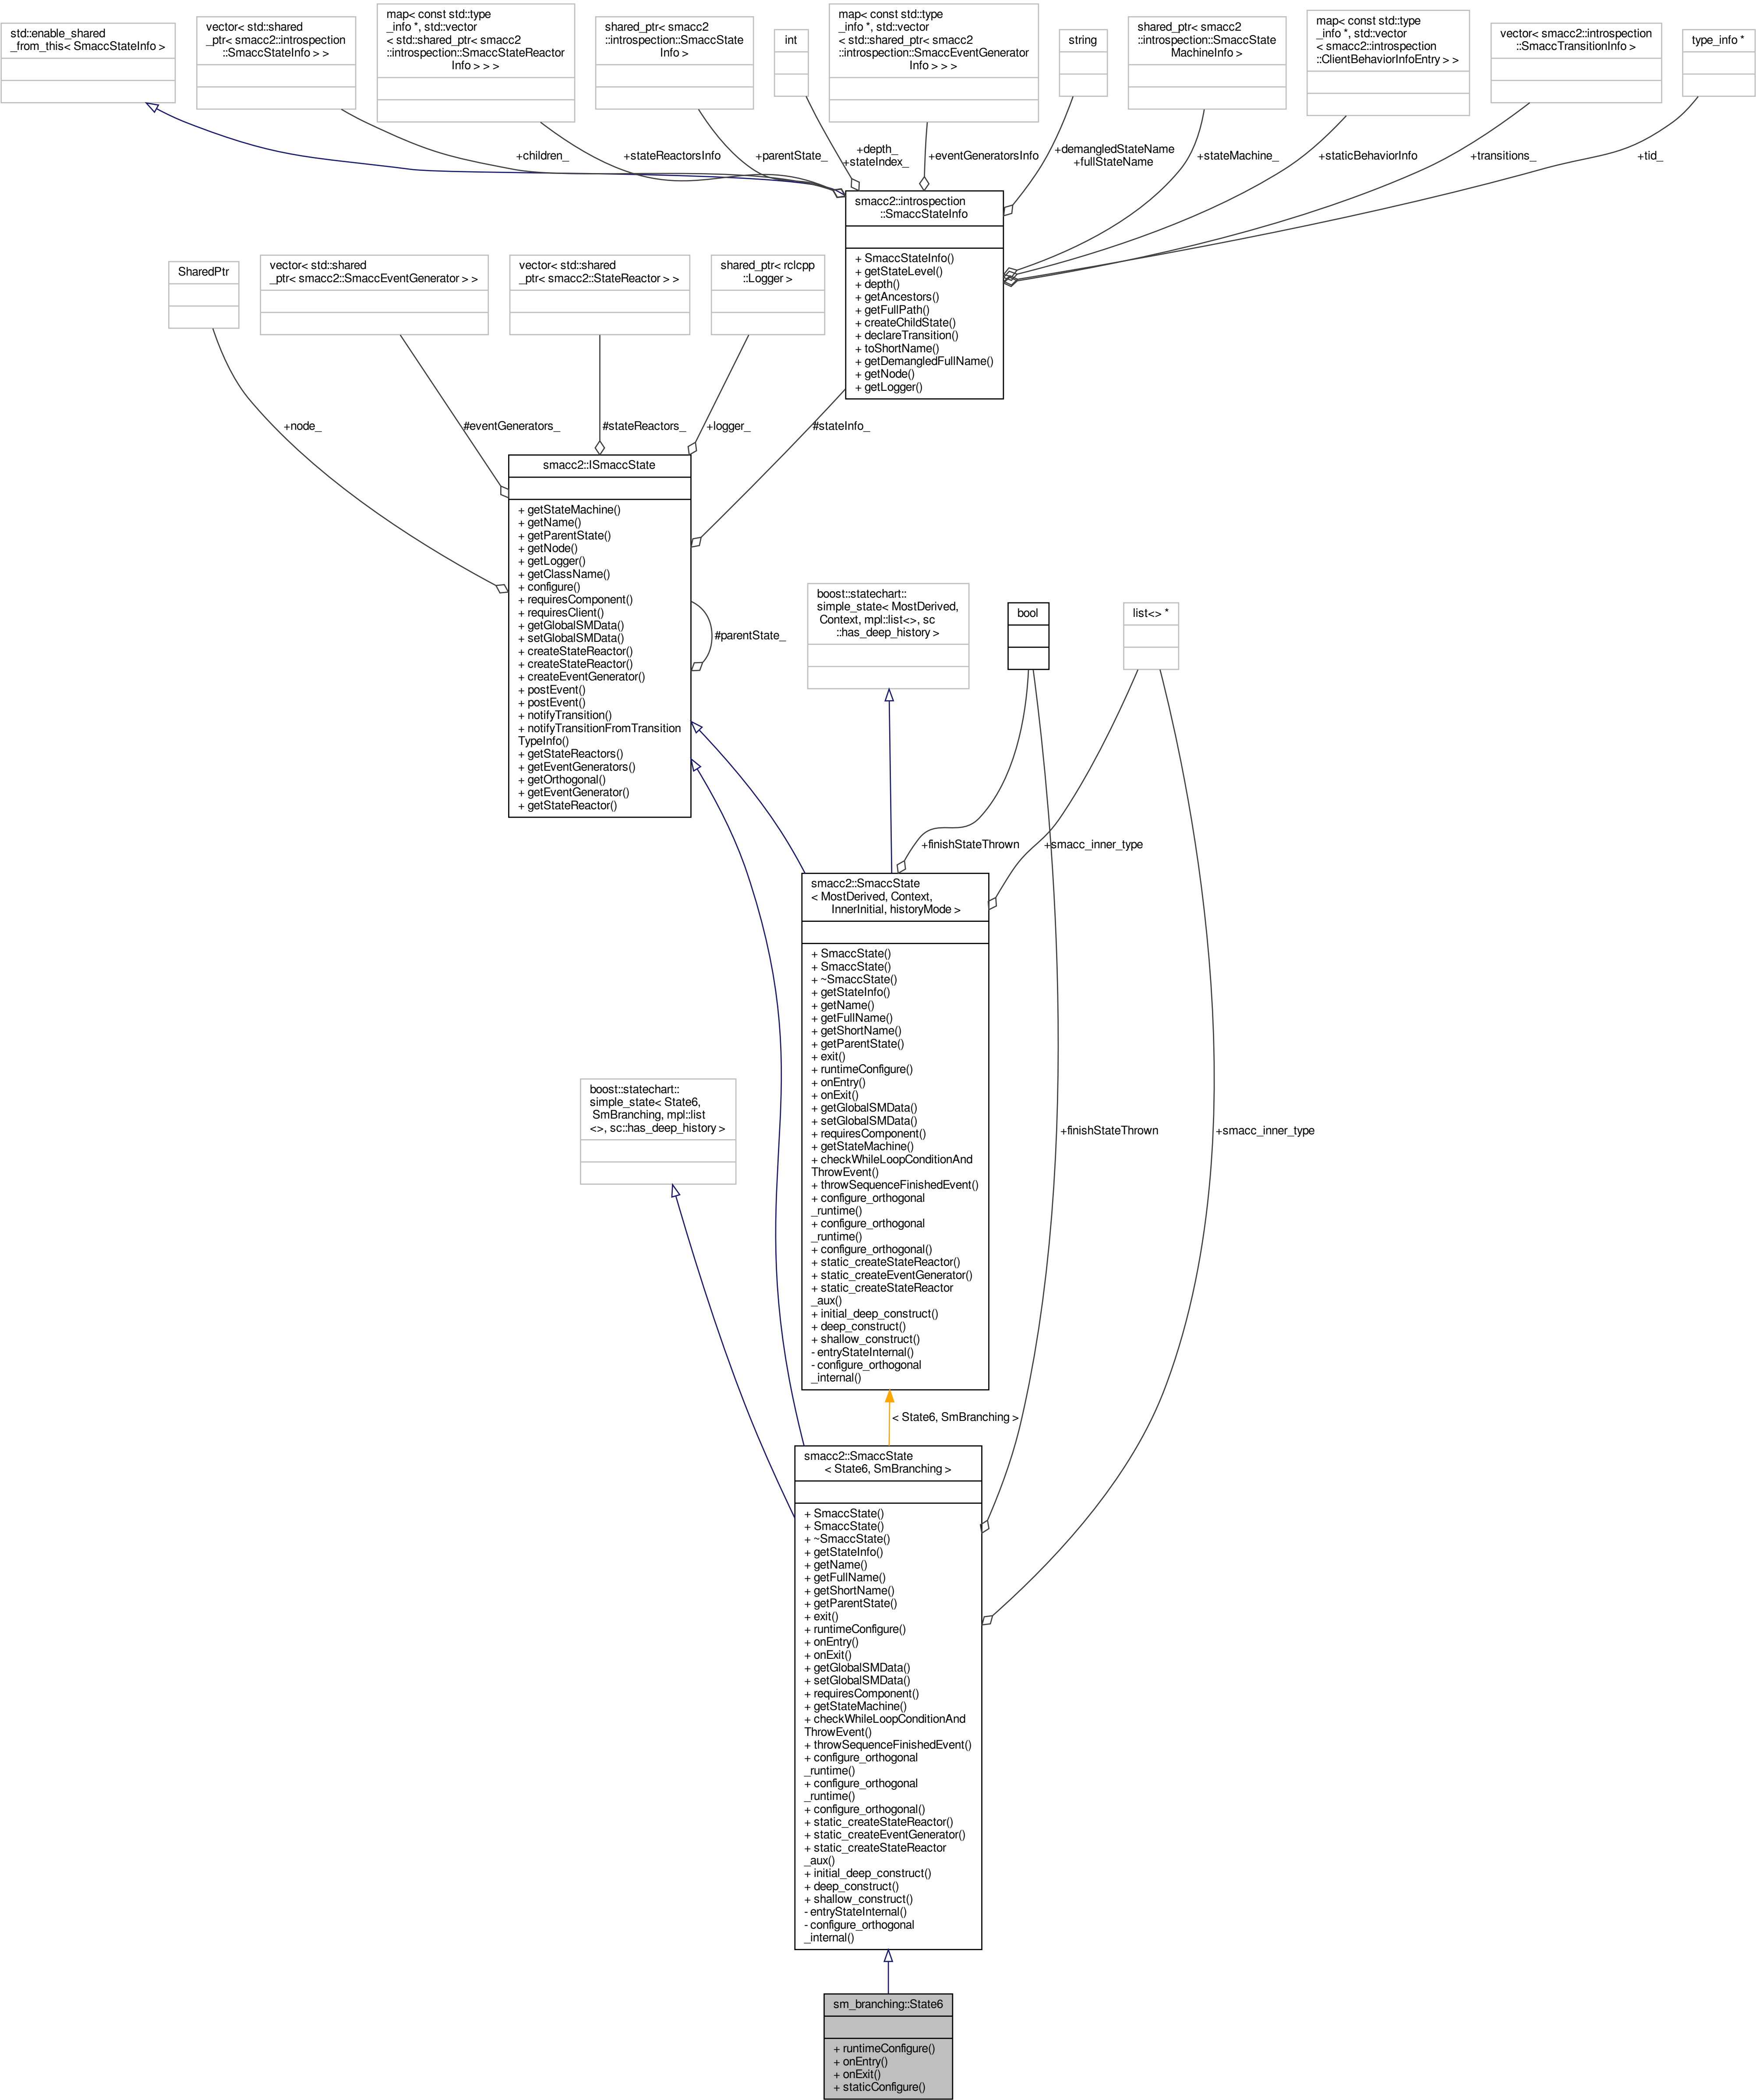 std::enable_shared
_from_this< SmaccStateInfo >
vector< std::shared
_ptr< smacc2::introspection
::SmaccStateInfo > >
map< const std::type
_info *, std::vector
< std::shared_ptr< smacc2
::introspection::SmaccStateReactor
Info > > >
shared_ptr< smacc2
::introspection::SmaccState
Info >
int
map< const std::type
_info *, std::vector
< std::shared_ptr< smacc2
::introspection::SmaccEventGenerator
Info > > >
string
shared_ptr< smacc2
::introspection::SmaccState
MachineInfo >
map< const std::type
_info *, std::vector
< smacc2::introspection
::ClientBehaviorInfoEntry > >
vector< smacc2::introspection
::SmaccTransitionInfo >
type_info *
+children_
+stateReactorsInfo
+parentState_
+depth_
+stateIndex_
+eventGeneratorsInfo
+demangledStateName
+fullStateName
+stateMachine_
+staticBehaviorInfo
+transitions_
+tid_
smacc2::introspection
::SmaccStateInfo
+ SmaccStateInfo()
+ getStateLevel()
+ depth()
+ getAncestors()
+ getFullPath()
+ createChildState()
+ declareTransition()
+ toShortName()
+ getDemangledFullName()
+ getNode()
+ getLogger()
SharedPtr
vector< std::shared
_ptr< smacc2::SmaccEventGenerator > >
vector< std::shared
_ptr< smacc2::StateReactor > >
shared_ptr< rclcpp
::Logger >
+node_
#eventGenerators_
#stateReactors_
+logger_
#stateInfo_
smacc2::ISmaccState
+ getStateMachine()
+ getName()
+ getParentState()
+ getNode()
+ getLogger()
+ getClassName()
+ configure()
+ requiresComponent()
+ requiresClient()
+ getGlobalSMData()
+ setGlobalSMData()
+ createStateReactor()
+ createStateReactor()
+ createEventGenerator()
+ postEvent()
+ postEvent()
+ notifyTransition()
+ notifyTransitionFromTransition
TypeInfo()
+ getStateReactors()
+ getEventGenerators()
+ getOrthogonal()
+ getEventGenerator()
+ getStateReactor()
#parentState_
boost::statechart::
simple_state< MostDerived,
Context, mpl::list<>, sc
::has_deep_history >
bool
list<> *
+finishStateThrown
+smacc_inner_type
smacc2::SmaccState
< MostDerived, Context,
InnerInitial, historyMode >
+ SmaccState()
+ SmaccState()
+ ~SmaccState()
+ getStateInfo()
+ getName()
+ getFullName()
+ getShortName()
+ getParentState()
+ exit()
+ runtimeConfigure()
+ onEntry()
+ onExit()
+ getGlobalSMData()
+ setGlobalSMData()
+ requiresComponent()
+ getStateMachine()
+ checkWhileLoopConditionAnd
ThrowEvent()
+ throwSequenceFinishedEvent()
+ configure_orthogonal
_runtime()
+ configure_orthogonal
_runtime()
+ configure_orthogonal()
+ static_createStateReactor()
+ static_createEventGenerator()
+ static_createStateReactor
_aux()
+ initial_deep_construct()
+ deep_construct()
+ shallow_construct()
- entryStateInternal()
- configure_orthogonal
_internal()
boost::statechart::
simple_state< State6,
SmBranching, mpl::list
<>, sc::has_deep_history >
+finishStateThrown
+smacc_inner_type
< State6, SmBranching >
smacc2::SmaccState
< State6, SmBranching >
+ SmaccState()
+ SmaccState()
+ ~SmaccState()
+ getStateInfo()
+ getName()
+ getFullName()
+ getShortName()
+ getParentState()
+ exit()
+ runtimeConfigure()
+ onEntry()
+ onExit()
+ getGlobalSMData()
+ setGlobalSMData()
+ requiresComponent()
+ getStateMachine()
+ checkWhileLoopConditionAnd
ThrowEvent()
+ throwSequenceFinishedEvent()
+ configure_orthogonal
_runtime()
+ configure_orthogonal
_runtime()
+ configure_orthogonal()
+ static_createStateReactor()
+ static_createEventGenerator()
+ static_createStateReactor
_aux()
+ initial_deep_construct()
+ deep_construct()
+ shallow_construct()
- entryStateInternal()
- configure_orthogonal
_internal()
sm_branching::State6
+ runtimeConfigure()
+ onEntry()
+ onExit()
+ staticConfigure()